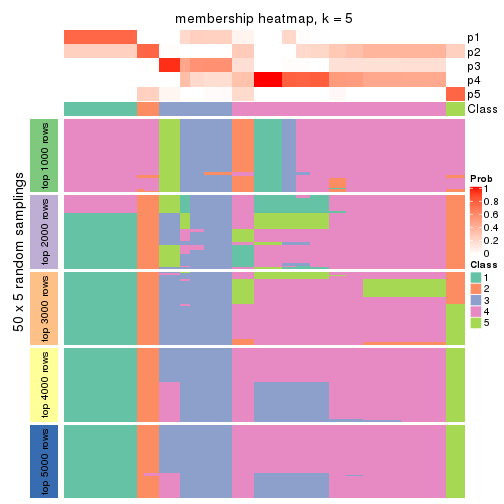 membership heatmap, k = 5
p1
p2
p3
p4
p5
Class
50 x 5 random samplings
top 1000 rows
top 2000 rows
top 3000 rows
top 4000 rows
top 5000 rows
Prob
1
0.8
0.6
0.4
0.2
0
Class
1
2
3
4
5